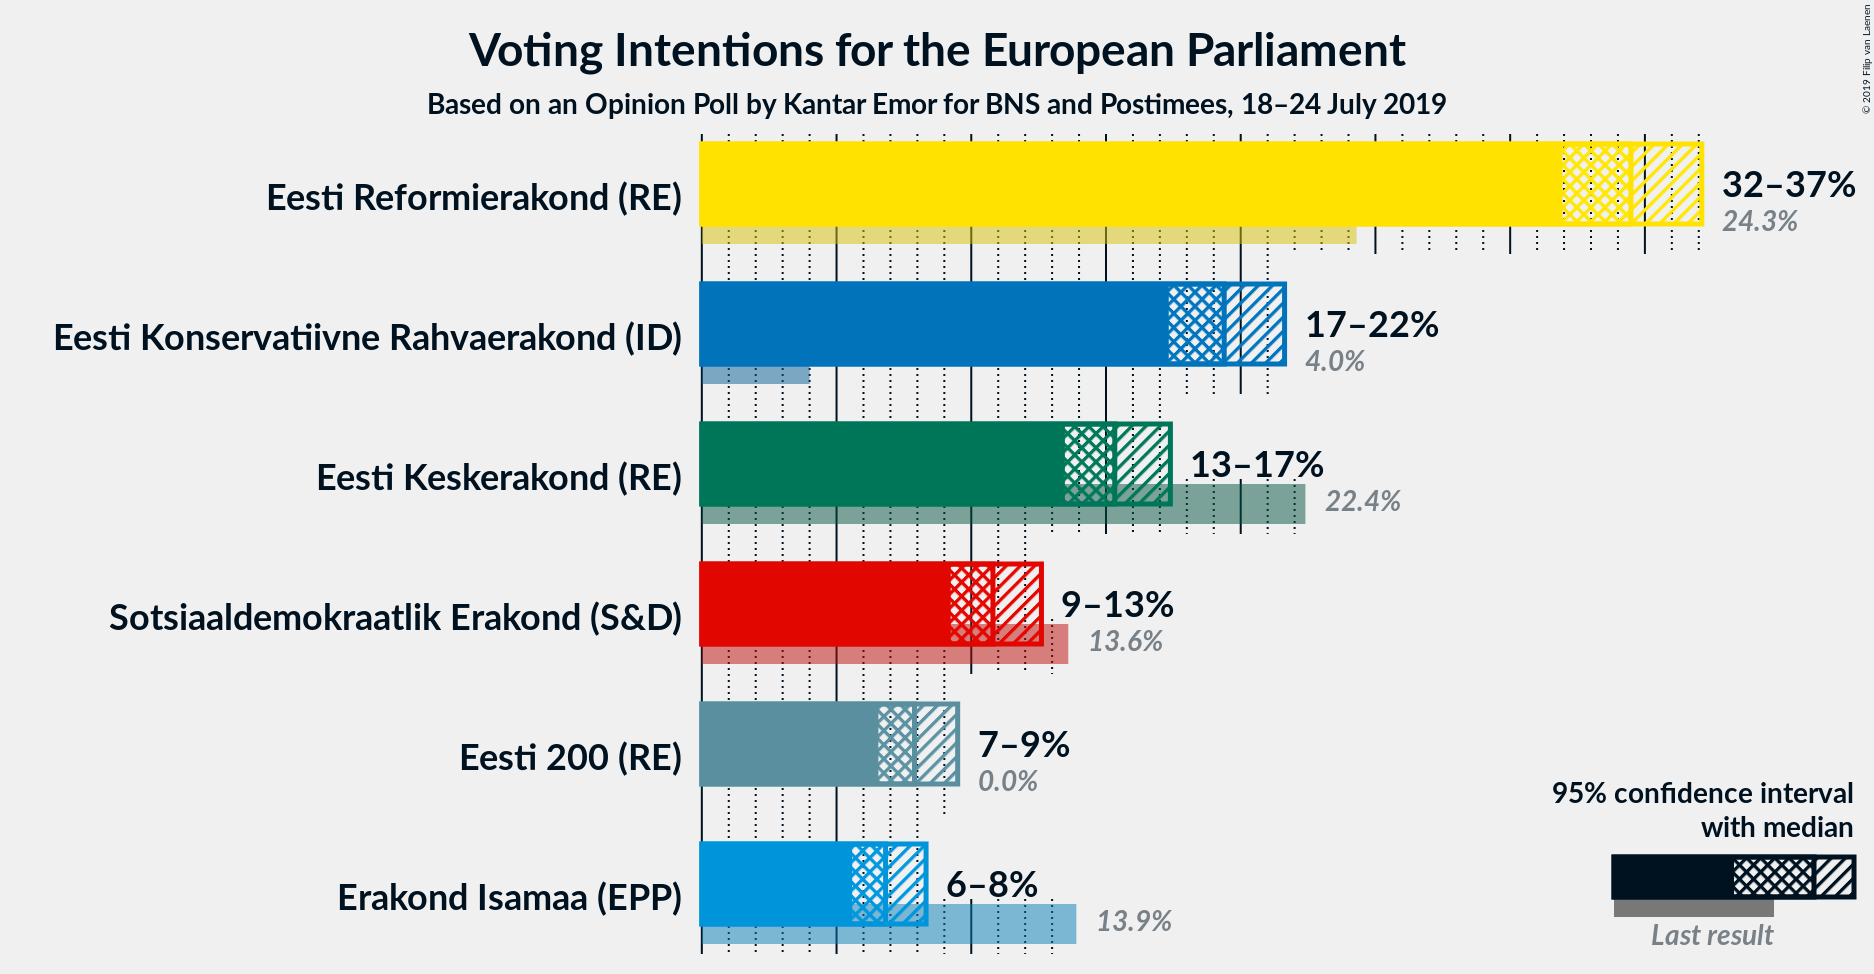 © 2019 Filip van Laenen
Voting Intentions for the European Parliament
Based on an Opinion Poll by Kantar Emor for BNS and Postimees, 18–24 July 2019
Eesti Reformierakond (RE)
32–37%
24.3%
Eesti Konservatiivne Rahvaerakond (ID)
17–22%
4.0%
Eesti Keskerakond (RE)
13–17%
22.4%
Sotsiaaldemokraatlik Erakond (S&D)
9–13%
13.6%
Eesti 200 (RE)
7–9%
0.0%
Erakond Isamaa (EPP)
6–8%
13.9%
95% confidence interval
with median
Last result